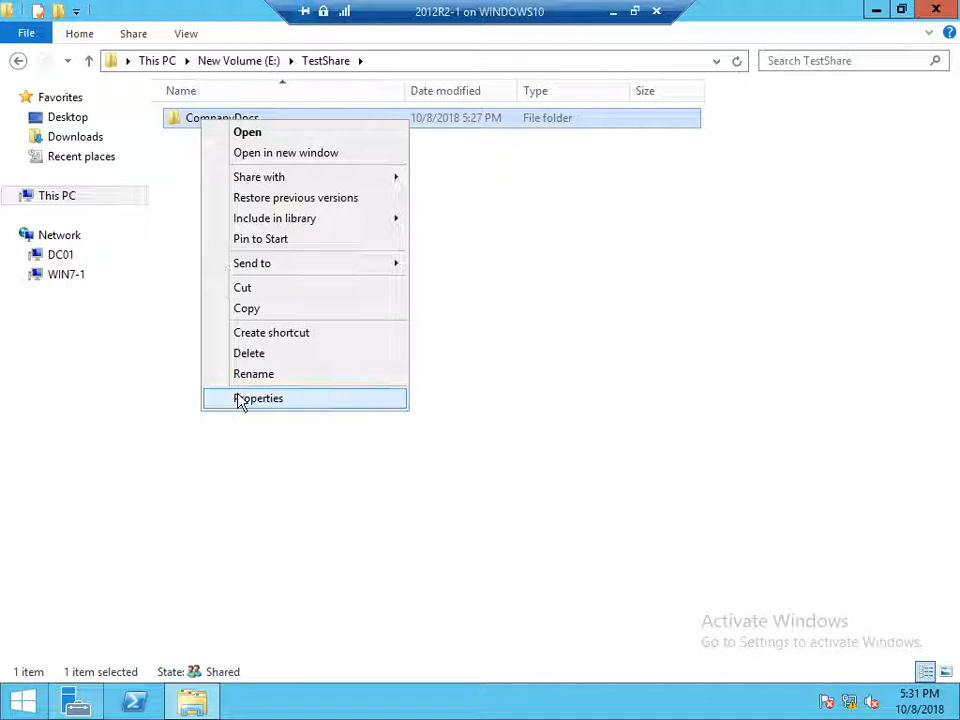 2012R2-1 on WINDOWS10
File
Home
Share
View
This PC
New Volume (E:)
TestShare
Search TestShare
Name
Date modified
Type
Size
Favorites
Desktop
Downloads
Recent places
This PC
Network
DC01
WIN7-1
CompanyDocs
10/8/2018 5:27 PM
File folder
Open
Open in new window
Share with
Restore previous versions
Include in library
Pin to Start
Send to
Cut
Copy
Create shortcut
Delete
Rename
Properties
Activate Windows
Go to Settings to activate Windows.
1 item
1 item selected
State:
Shared
5:31 PM
10/8/2018